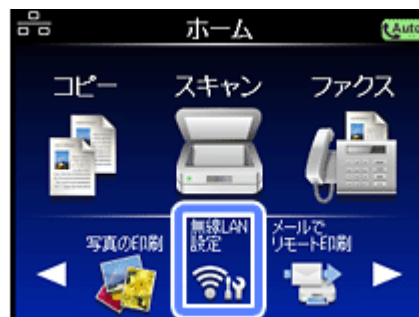 ホーム
Auto
コピー
スキャン
ファクス
写真の印刷
無線LAN
設定
メールで
リモート印刷